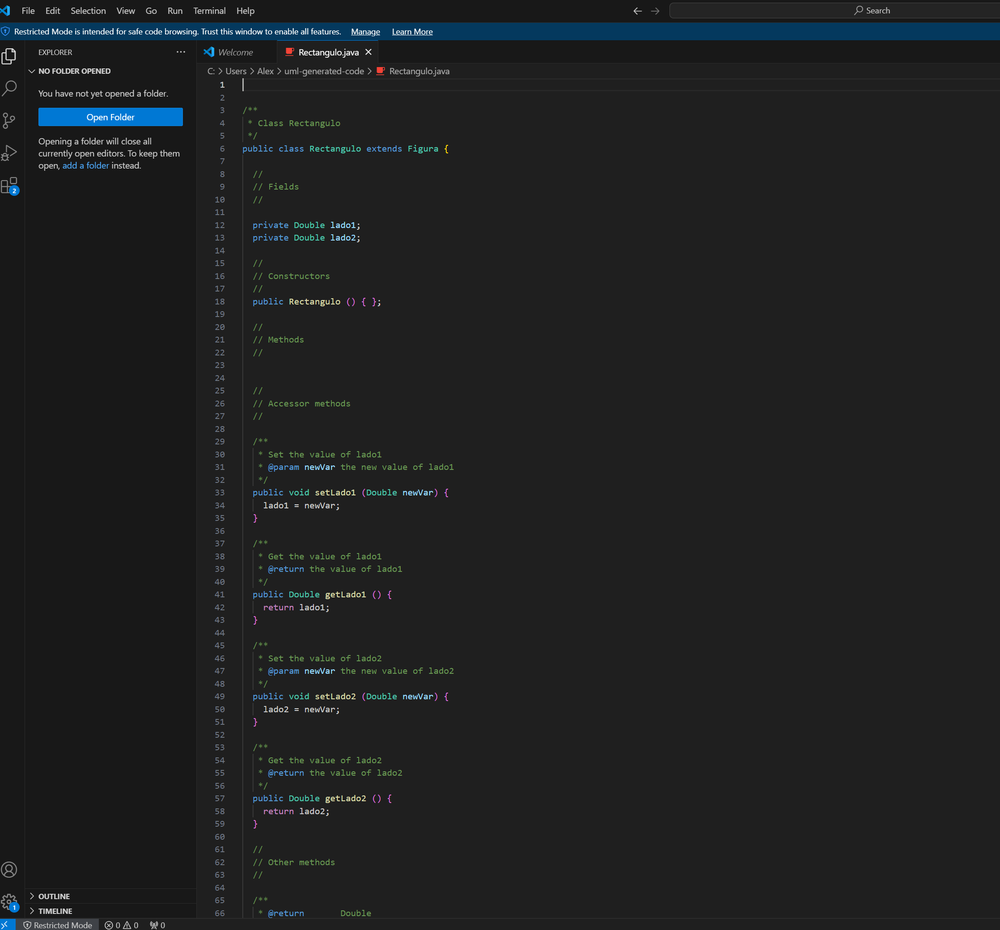 File Edit Selection View Go Run Terminal Help
Search
Restricted Mode is intended for safe code browsing. Trust this window to enable all features. Manage Learn More
EXPLORER
NO FOLDER OPENED
You have not yet opened a folder.
Open Folder
Opening a folder will close all
currently open editors. To keep them
open, add a folder instead.
2
1
OUTLINE
TIMELINE
Welcome
Rectangulo.java
C: > Users > Alex > uml-generated-code > Rectangulo.java
1
2
3 /**
4 * Class Rectangulo
5 */
6 public class Rectangulo extends Figura {
7
8 //
9 // Fields
10 //
11
12 private Double lado1;
13 private Double lado2;
14
15 //
16 // Constructors
17 //
18 public Rectangulo () { };
19
20 //
21 // Methods
22 //
23
24
25 //
26 // Accessor methods
27 //
28
29 /**
30 * Set the value of lado1
31 * @param newVar the new value of lado1
32 */
33 public void setLado1 (Double newVar) {
34 lado1 = newVar;
35 }
36
37 /**
38 * Get the value of lado1
39 * @return the value of lado1
40 */
41 public Double getLado1 () {
42 return lado1;
43 }
44
45 /**
46 * Set the value of lado2
47 * @param newVar the new value of lado2
48 */
49 public void setLado2 (Double newVar) {
50 lado2 = newVar;
51 }
52
53 /**
54 * Get the value of lado2
55 * @return the value of lado2
56 */
57 public Double getLado2 () {
58 return lado2;
59 }
60
61 //
62 // Other methods
63 //
64
65 /**
66 * @return Double
Restricted Mode 0 0 0